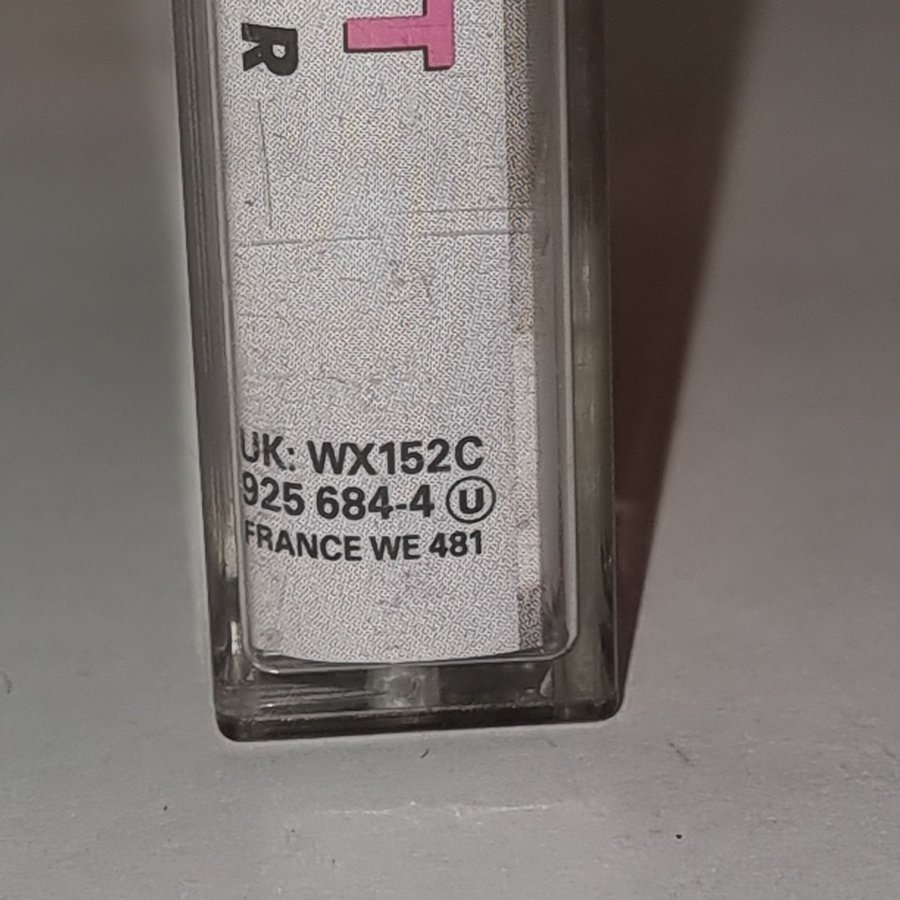 T
R
UK: WX152C
925 684-4 Ⓤ
FRANCE WE 481